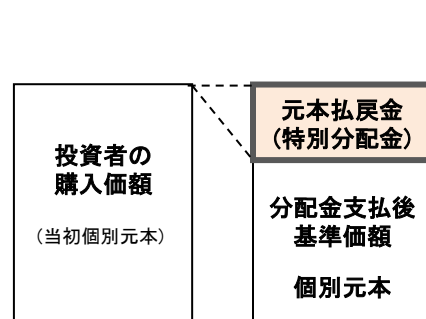 投資者の
購入価額
（当初個別元本）
元本払戻金
（特別分配金）
分配金支払後
基準価額
個別元本